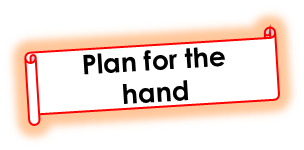 Plan for the
hand